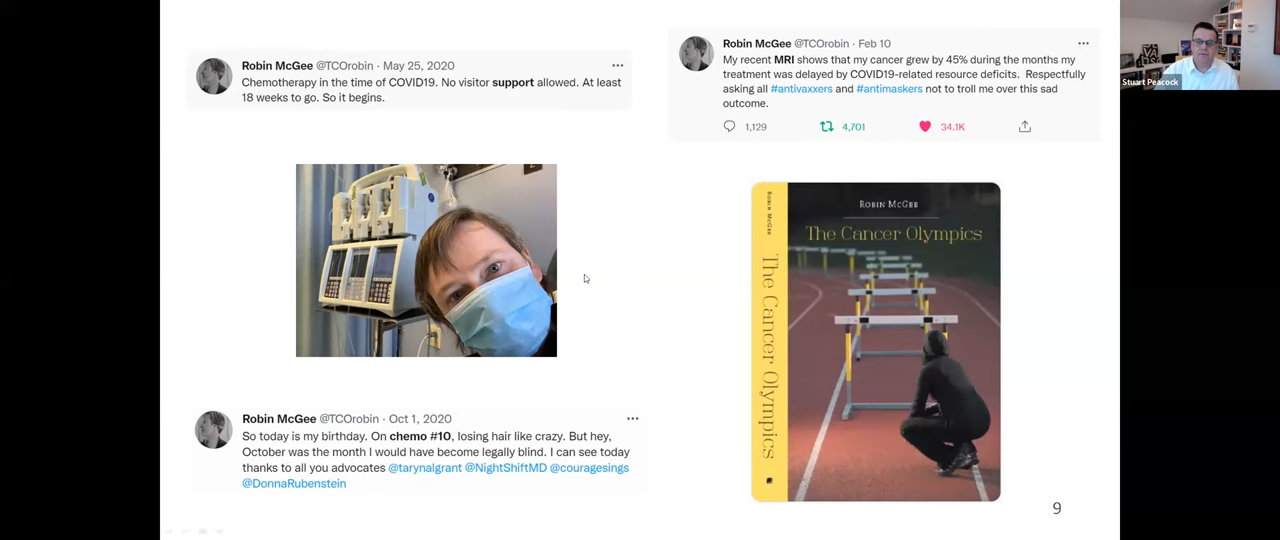 Robin McGee @TCOrobin · May 25, 2020
Chemotherapy in the time of COVID19. No visitor support allowed. At least
18 weeks to go. So it begins.
Robin McGee @TCOrobin · Feb 10
My recent MRI shows that my cancer grew by 45% during the months my
treatment was delayed by COVID19-related resource deficits.  Respectfully
asking all #antivaxxers and #antimaskers not to troll me over this sad
outcome.
1,129 4,701 34.1K
Stuart Peacock
Robin McGee
The Cancer Olympics
Robin McGee
The Cancer Olympics
Robin McGee @TCOrobin · Oct 1, 2020
So today is my birthday. On chemo #10, losing hair like crazy. But hey,
October was the month I would have become legally blind. I can see today
thanks to all you advocates @tarynalgrant @NightShiftMD @couragesings
@DonnaRubenstein
9